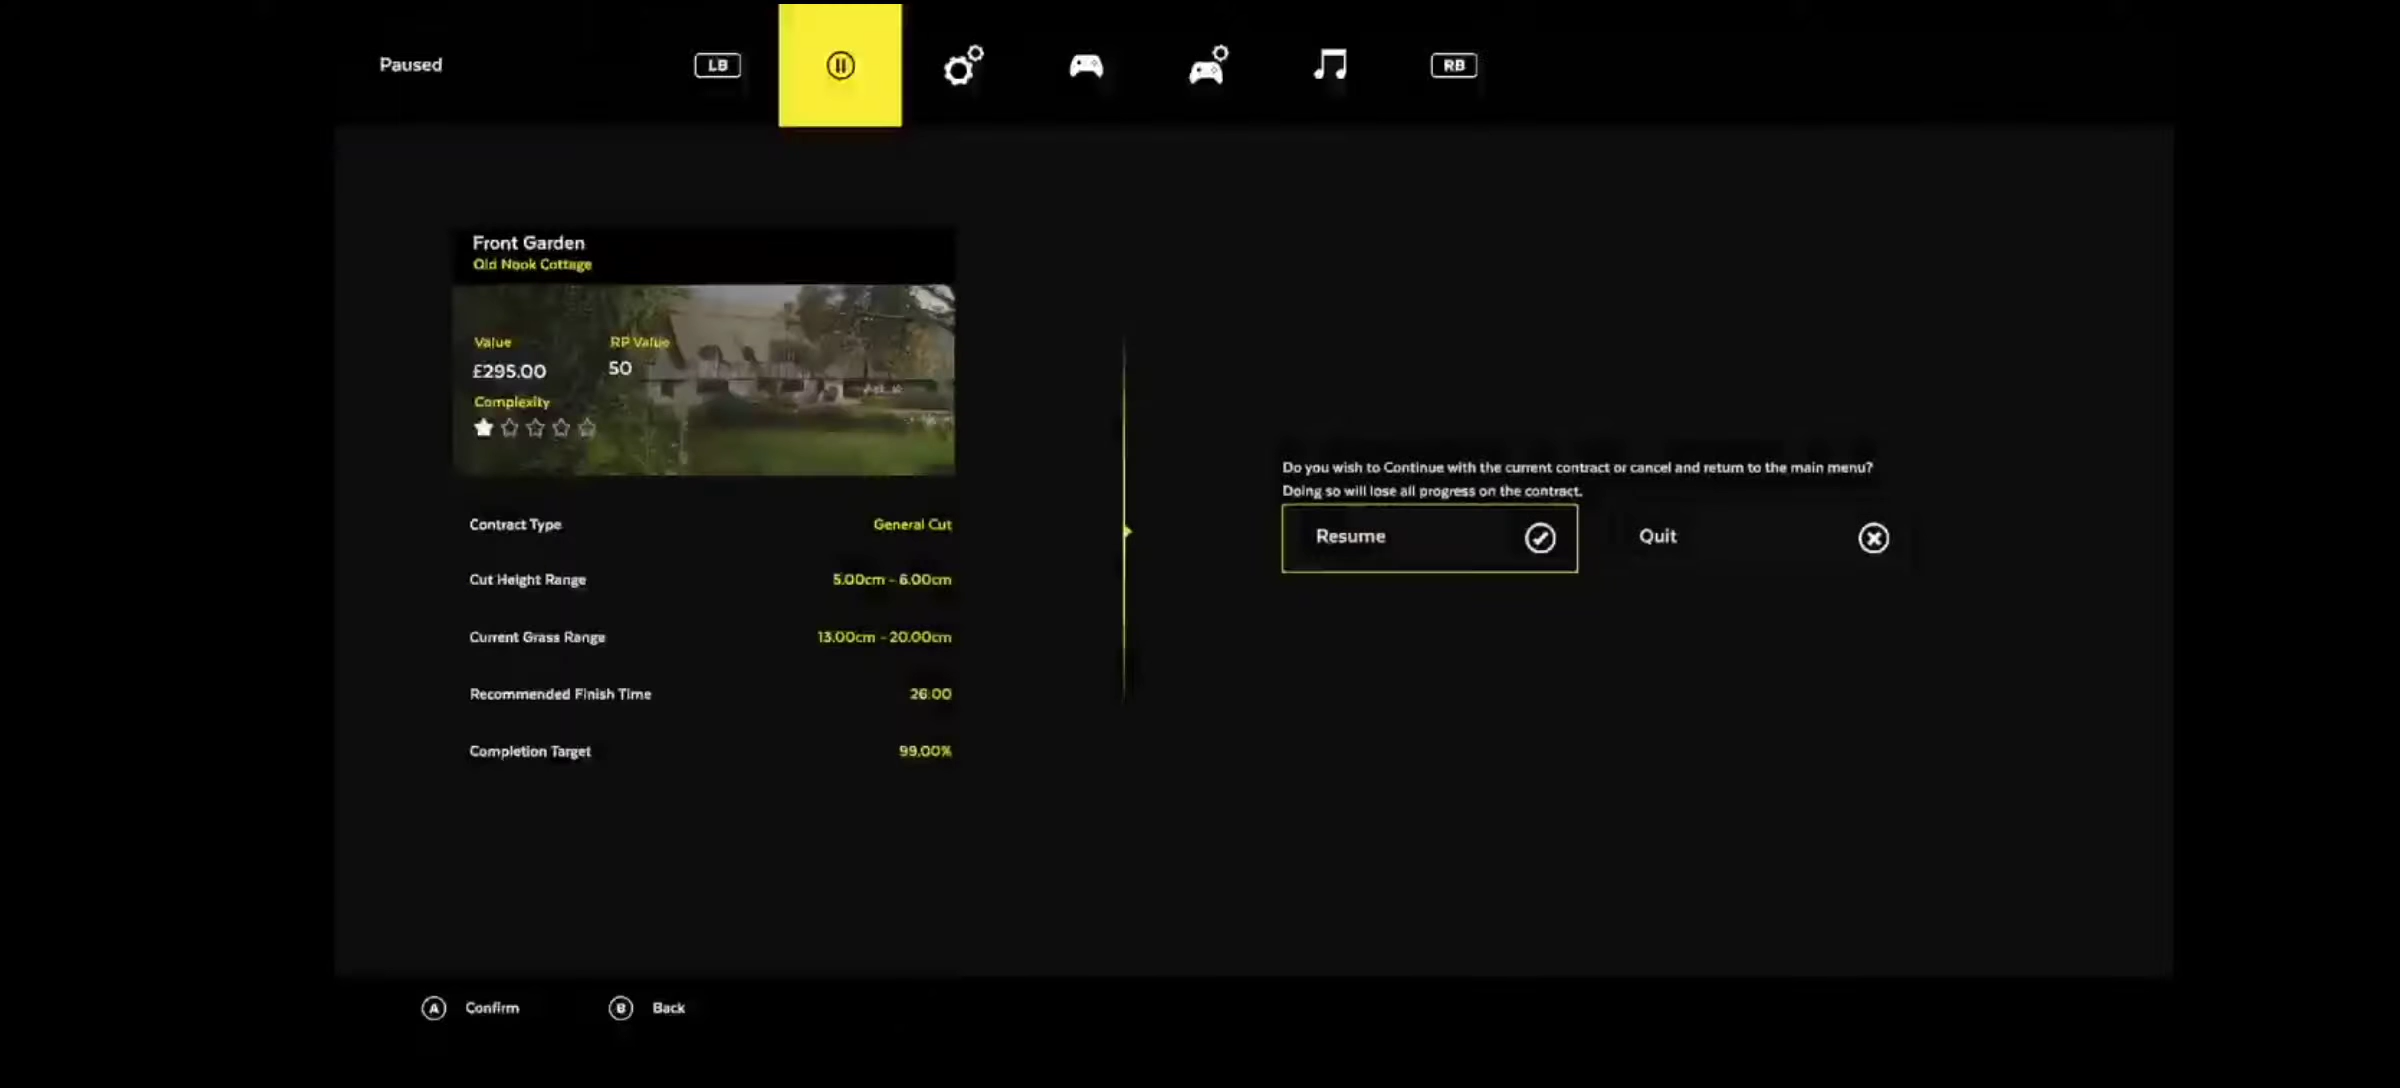 Paused
LB
RB
Front Garden
Old Nook Cottage
Value
RP Value
£295.00
50
Complexity
Contract Type
General Cut
Cut Height Range
5.00cm - 6.00cm
Current Grass Range
13.00cm - 20.00cm
Recommended Finish Time
26:00
Completion Target
99.00%
Do you wish to Continue with the current contract or cancel and return to the main menu?
Doing so will lose all progress on the contract.
Resume
Quit
A Confirm
B Back